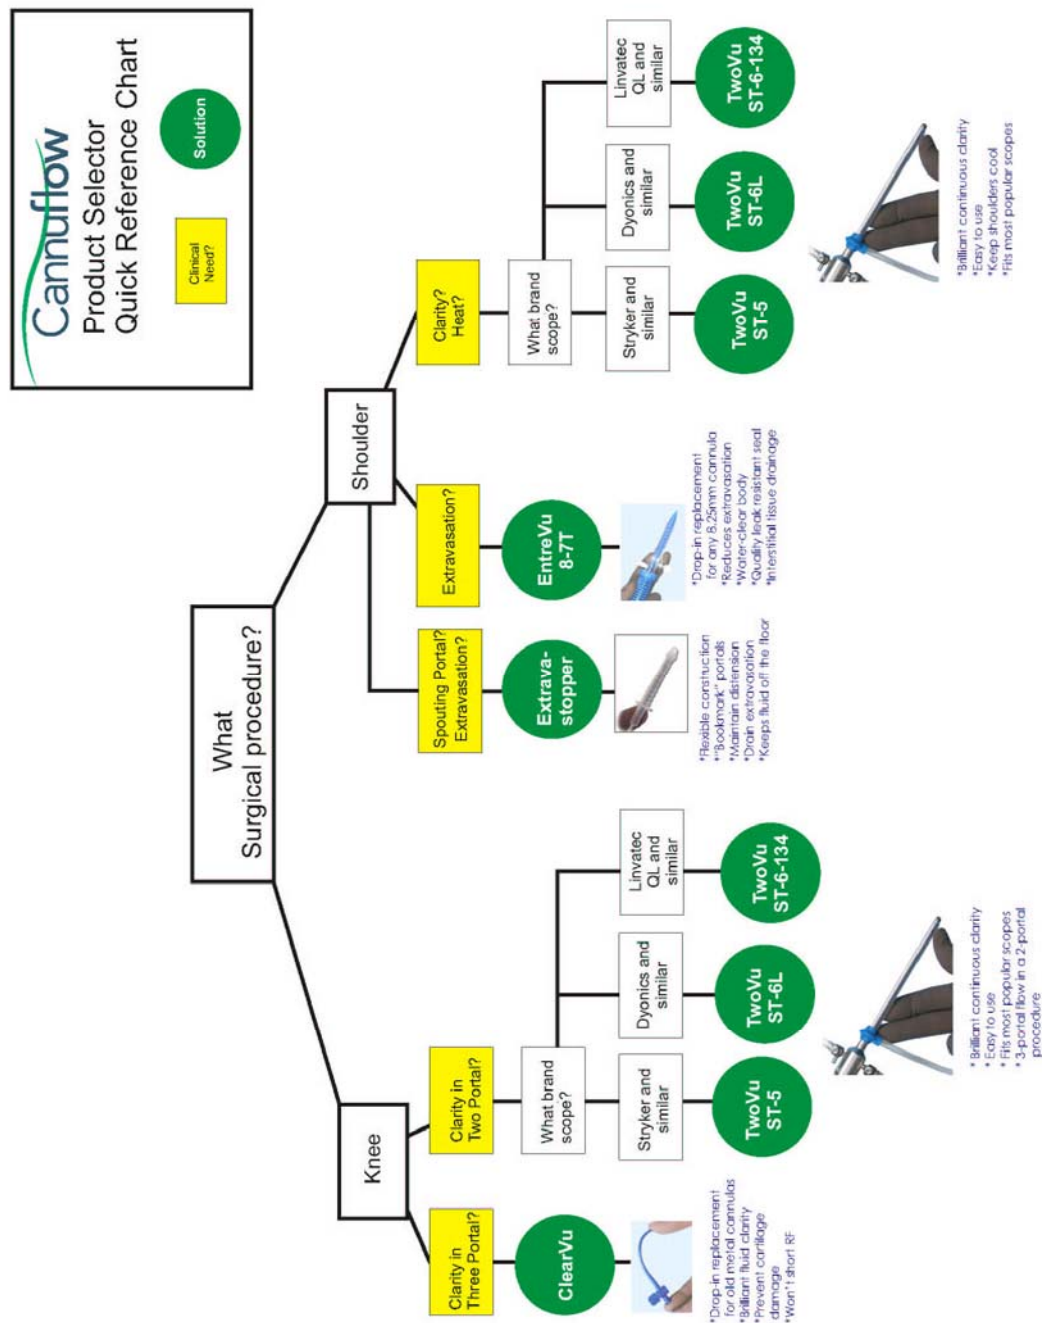 Cannuflow
Product Selector
Quick Reference Chart
Clinical
Need?
Solution
What
Surgical procedure?
Knee
Shoulder
Clarity in
Three Portal?
Clarity in
Two Portal?
Spouting Portal?
Extravasation?
Extravasation?
Clarity?
Heat?
ClearVu
What brand
scope?
Extrava-
stopper
EntreVu
8-7T
What brand
scope?
Stryker and
similar
Dyonics and
similar
Linvatec
QL and
similar
Stryker and
similar
Dyonics and
similar
Linvatec
QL and
similar
TwoVu
ST-5
TwoVu
ST-6L
TwoVu
ST-6-134
TwoVu
ST-5
TwoVu
ST-6L
TwoVu
ST-6-134
*Drop-in replacement
for old metal cannulas
*Brilliant fluid clarity
*Prevent cartilage
damage
*Won't short RF
* Brilliant continuous clarity
* Easy to use
* Fits most popular scopes
* 3-portal flow in a 2-portal
procedure
*Flexible constuction
*"Bookmark" portals
*Maintain distension
*Drain extravasation
*Keeps fluid off the floor
*Drop-in replacement
for any 8.25mm cannula
*Reduces extravasation
*Water-clear body
*Quality leak resistant seal
*Interstitial tissue drainage
*Brilliant continuous clarity
*Easy to use
*Keep shoulders cool
*Fits most popular scopes